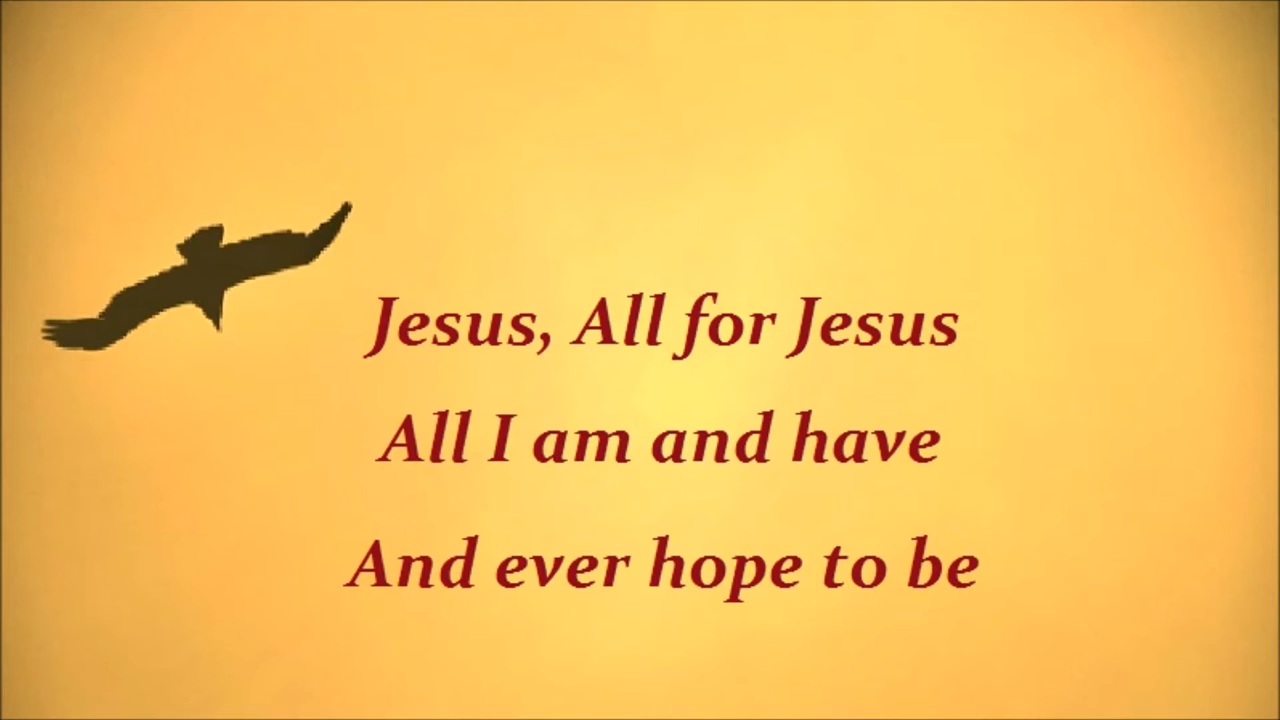 Jesus, All for Jesus
All I am and have
And ever hope to be